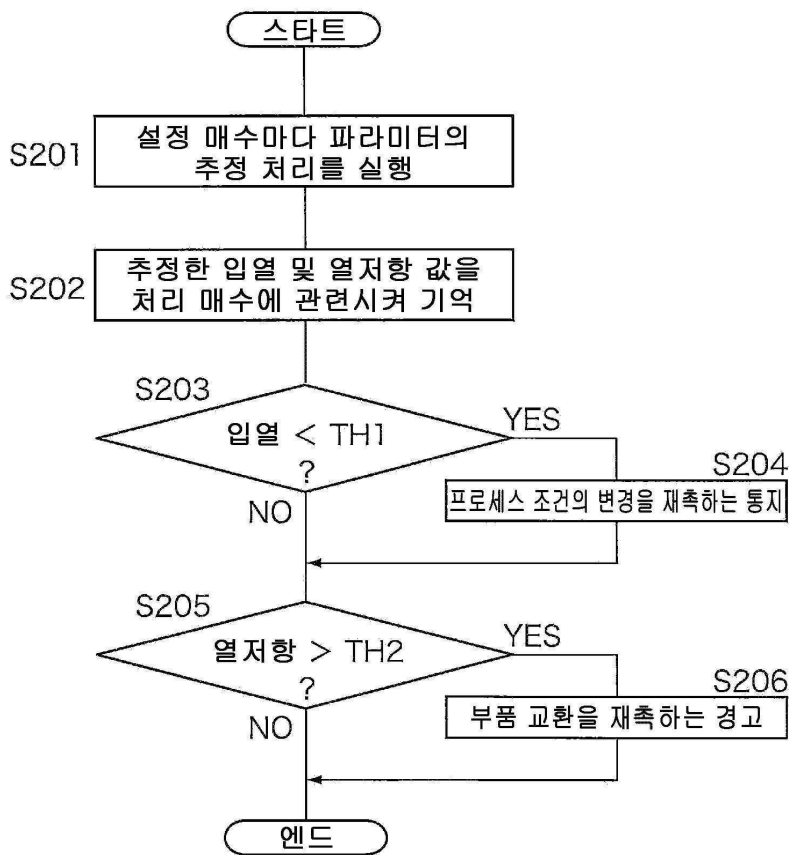 스타트
S201
설정 매수마다 파라미터의
추정 처리를 실행
S202
추정한 입열 및 열저항 값을
처리 매수에 관련시켜 기억
S203
입열 < TH1
?
YES
NO
S204
프로세스 조건의 변경을 재촉하는 통지
S205
열저항 > TH2
?
YES
NO
S206
부품 교환을 재촉하는 경고
엔드